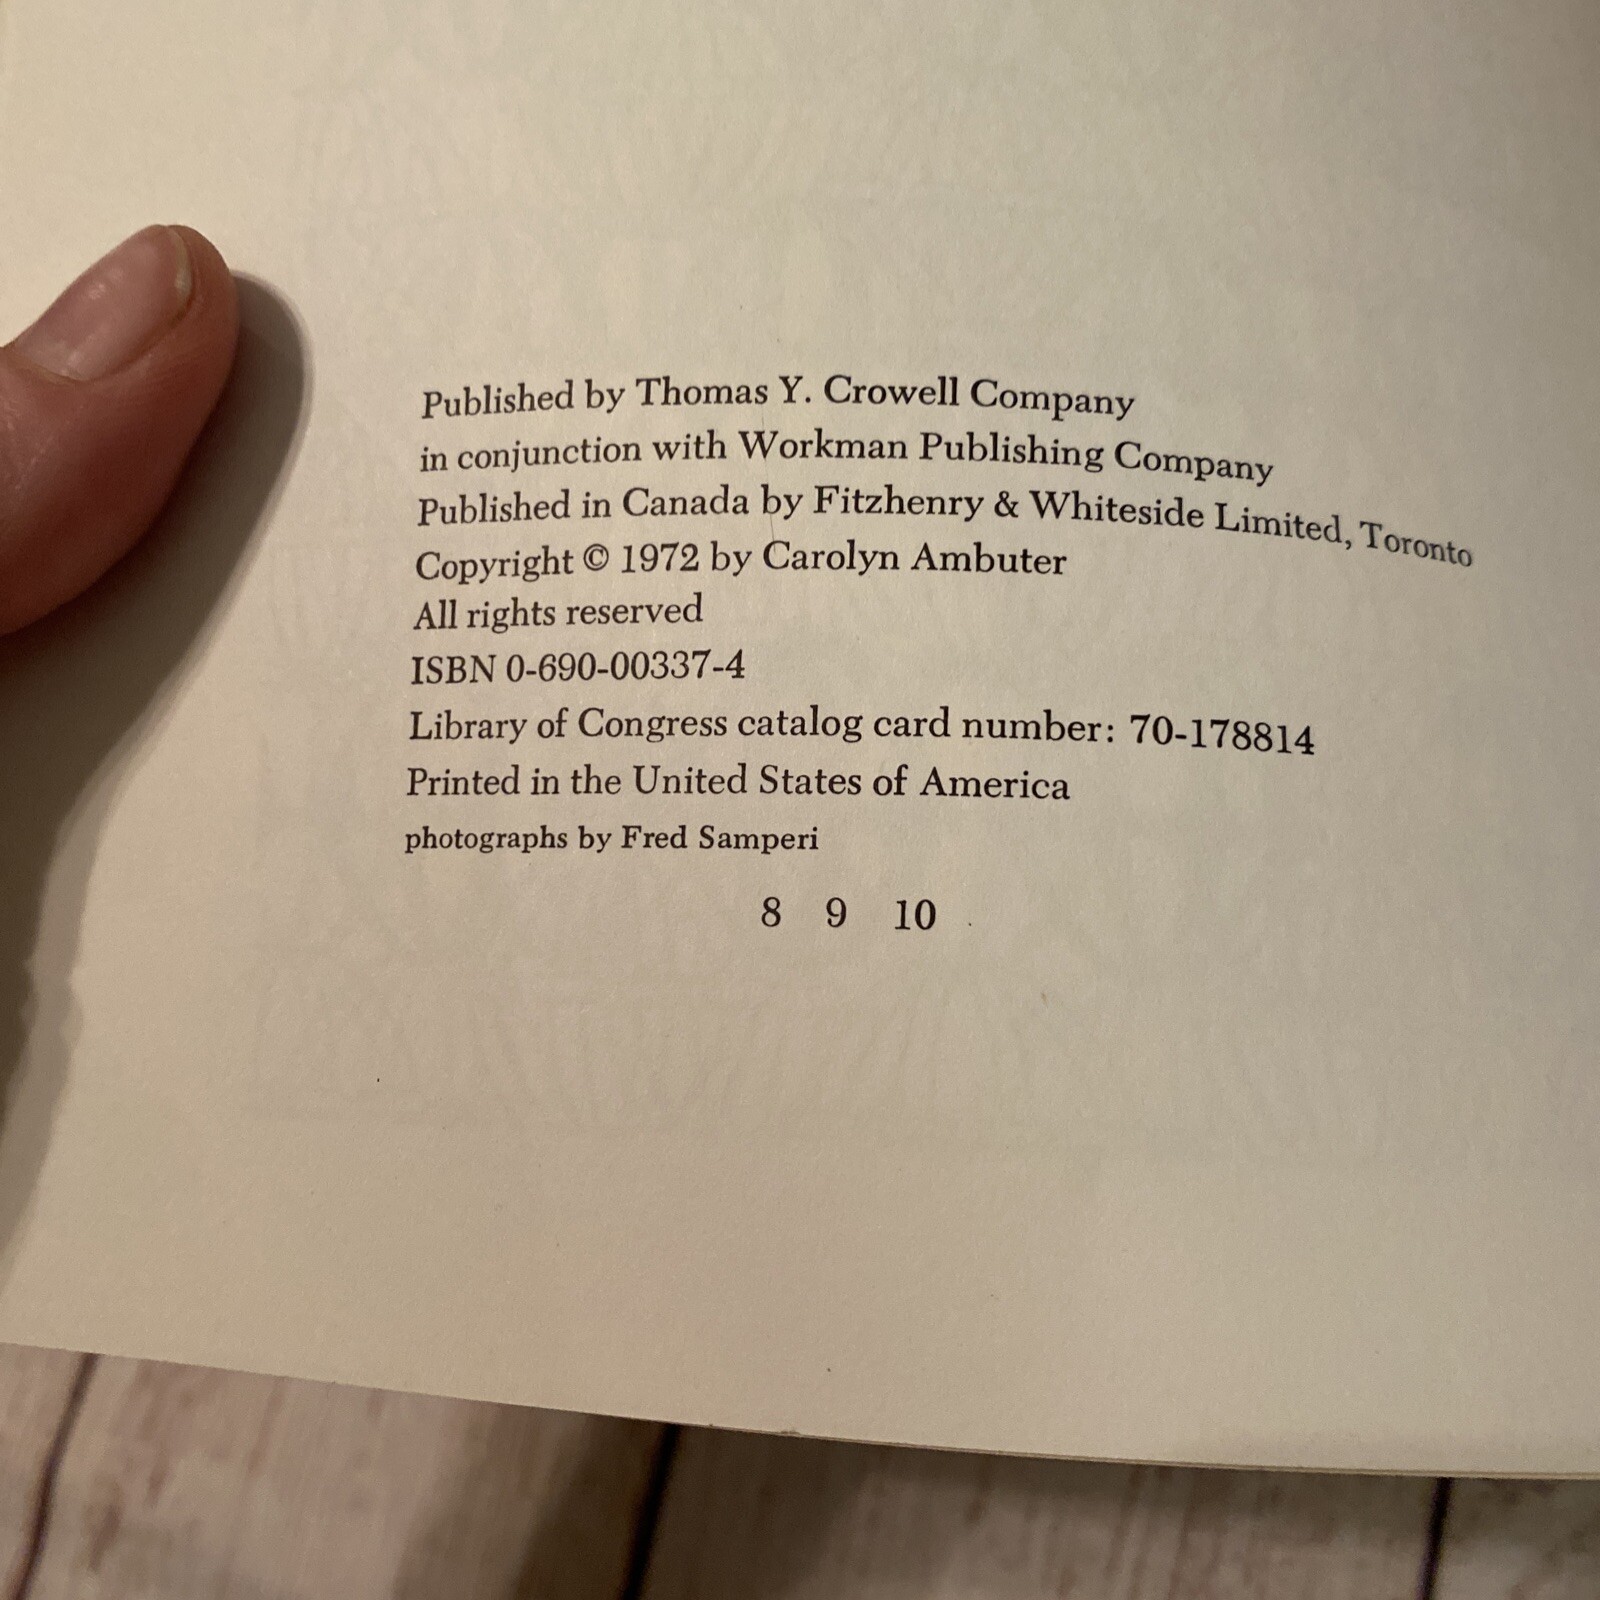 Published by Thomas Y. Crowell Company
in conjunction with Workman Publishing Company
Published in Canada by Fitzhenry & Whiteside Limited, Toronto
Copyright © 1972 by Carolyn Ambuter
All rights reserved
ISBN 0-690-00337-4
Library of Congress catalog card number: 70-178814
Printed in the United States of America
photographs by Fred Samperi
8 9 10